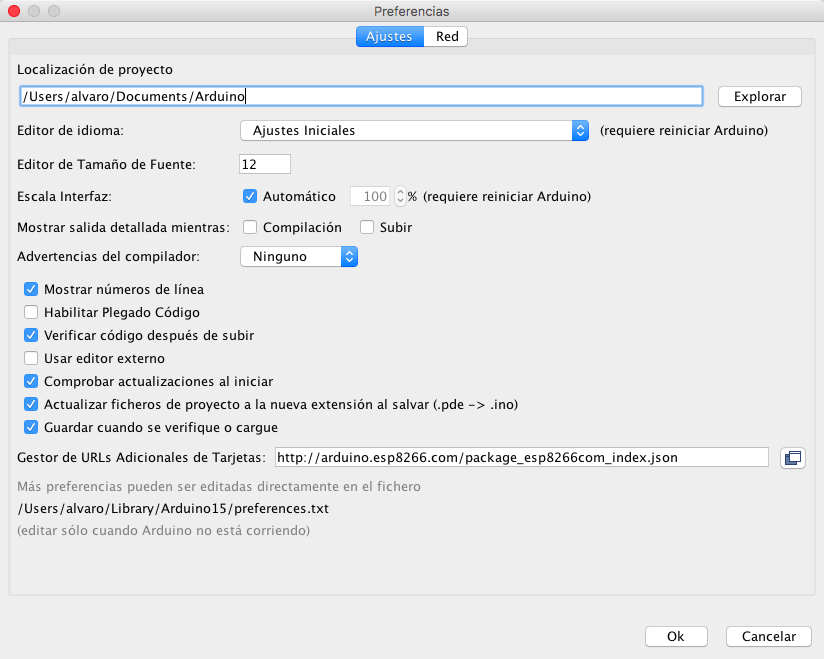 Preferencias
Ajustes Red
Localización de proyecto
/Users/alvaro/Documents/Arduino Explorar
Editor de idioma: Ajustes Iniciales (requiere reiniciar Arduino)
Editor de Tamaño de Fuente: 12
Escala Interfaz: Automático 100 % (requiere reiniciar Arduino)
Mostrar salida detallada mientras: Compilación Subir
Advertencias del compilador: Ninguno
Mostrar números de línea
Habilitar Plegado Código
Verificar código después de subir
Usar editor externo
Comprobar actualizaciones al iniciar
Actualizar ficheros de proyecto a la nueva extensión al salvar (.pde -> .ino)
Guardar cuando se verifique o cargue
Gestor de URLs Adicionales de Tarjetas: http://arduino.esp8266.com/package_esp8266com_index.json
Más preferencias pueden ser editadas directamente en el fichero
/Users/alvaro/Library/Arduino15/preferences.txt
(editar sólo cuando Arduino no está corriendo)
Ok Cancelar